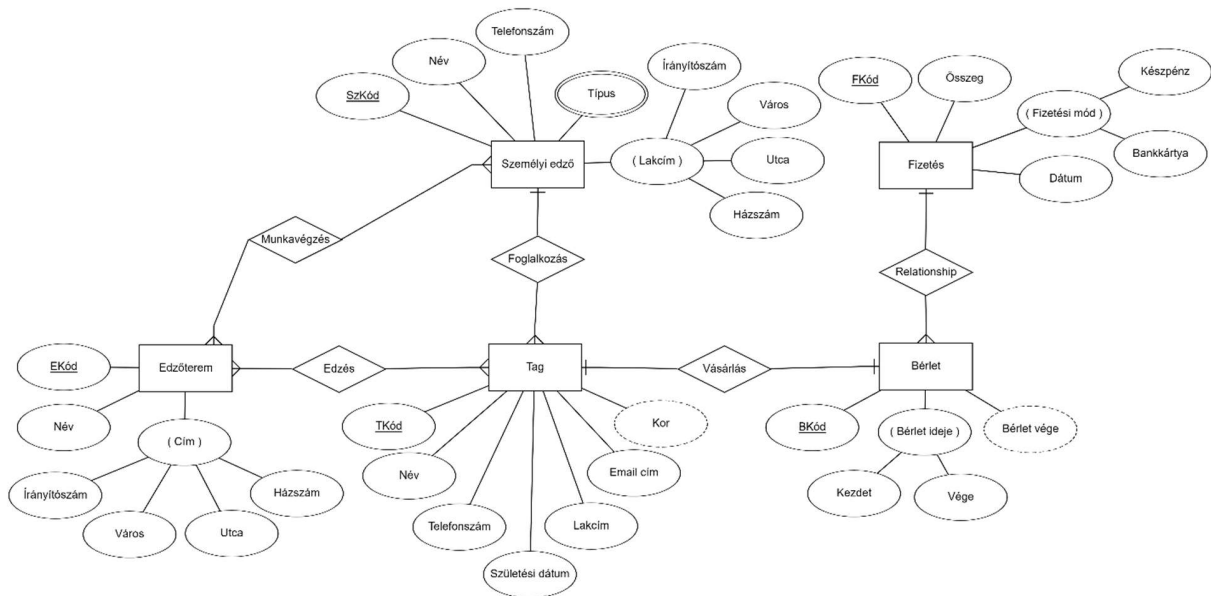 Telefonszám
Név
SzKód
Típus
Írányítószám
Város
( Lakcím )
Utca
Házszám
Személyi edző
FKód
Összeg
Készpénz
( Fizetési mód )
Bankkártya
Fizetés
Dátum
Munkavégzés
Foglalkozás
Relationship
EKód
Edzőterem
Edzés
Tag
Vásárlás
Bérlet
Név
( Cím )
Írányítószám
Város
Utca
Házszám
TKód
Név
Telefonszám
Születési dátum
Lakcím
Email cím
Kor
BKód
( Bérlet ideje )
Bérlet vége
Kezdet
Vége